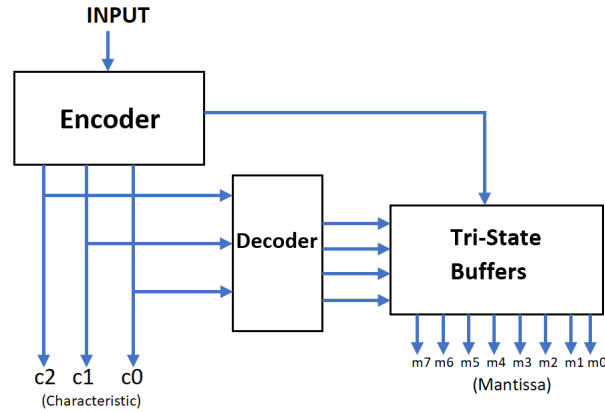 INPUT
Encoder
Decoder
Tri-State
Buffers
c2 c1 c0
(Characteristic)
m7 m6 m5 m4 m3 m2 m1 m0
(Mantissa)